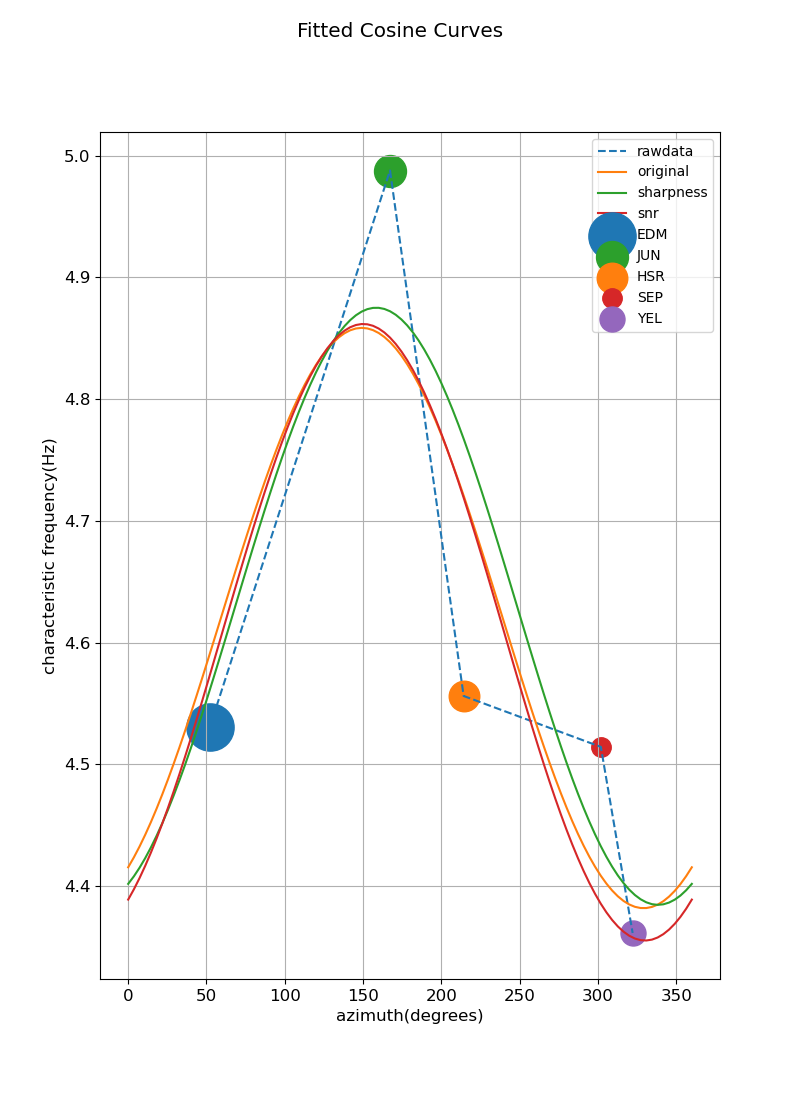 Fitted Cosine Curves
5.0
4.9
4.8
4.7
4.6
4.5
4.4
characteristic frequency(Hz)
rawdata
original
sharpness
snr
EDM
JUN
HSR
SEP
YEL
0 50 100 150 200 250 300 350
azimuth(degrees)